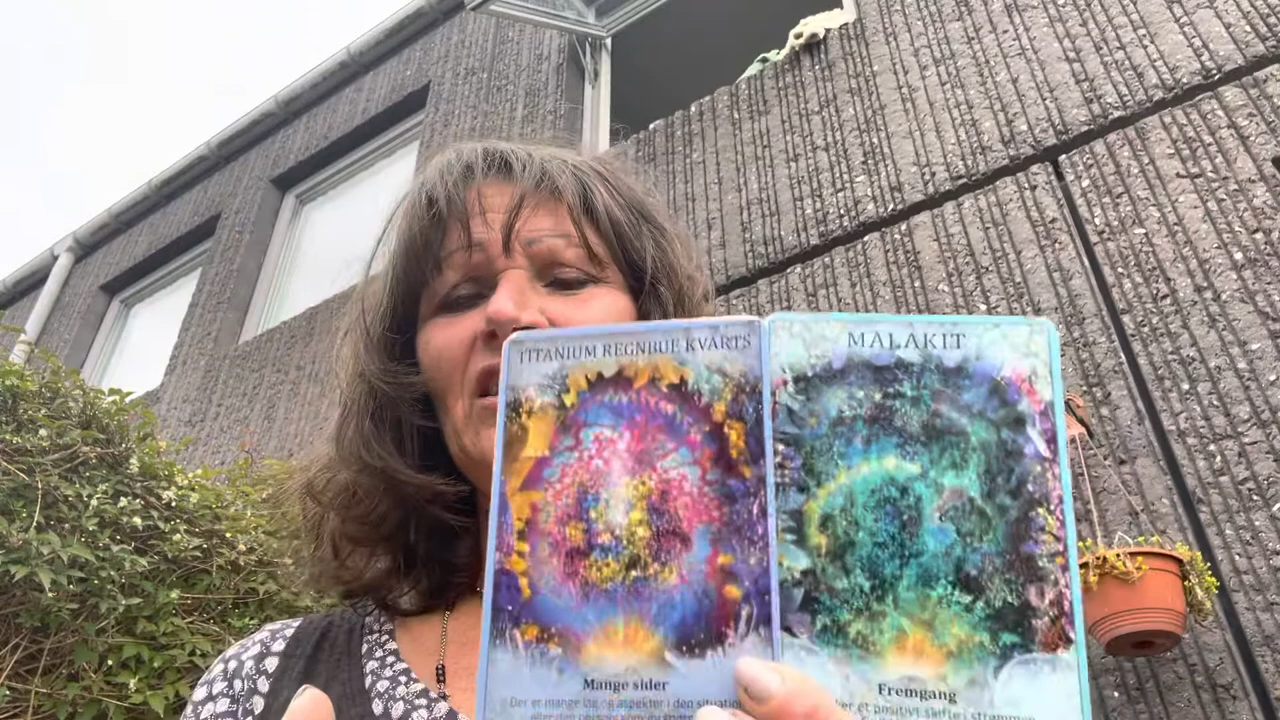 TITANIUM REGNBUE KVARTS
Mange sider
Der er mange lag og aspekter i den situation
MALAKIT
Fremgang
sker et positivt skifte i strømmen